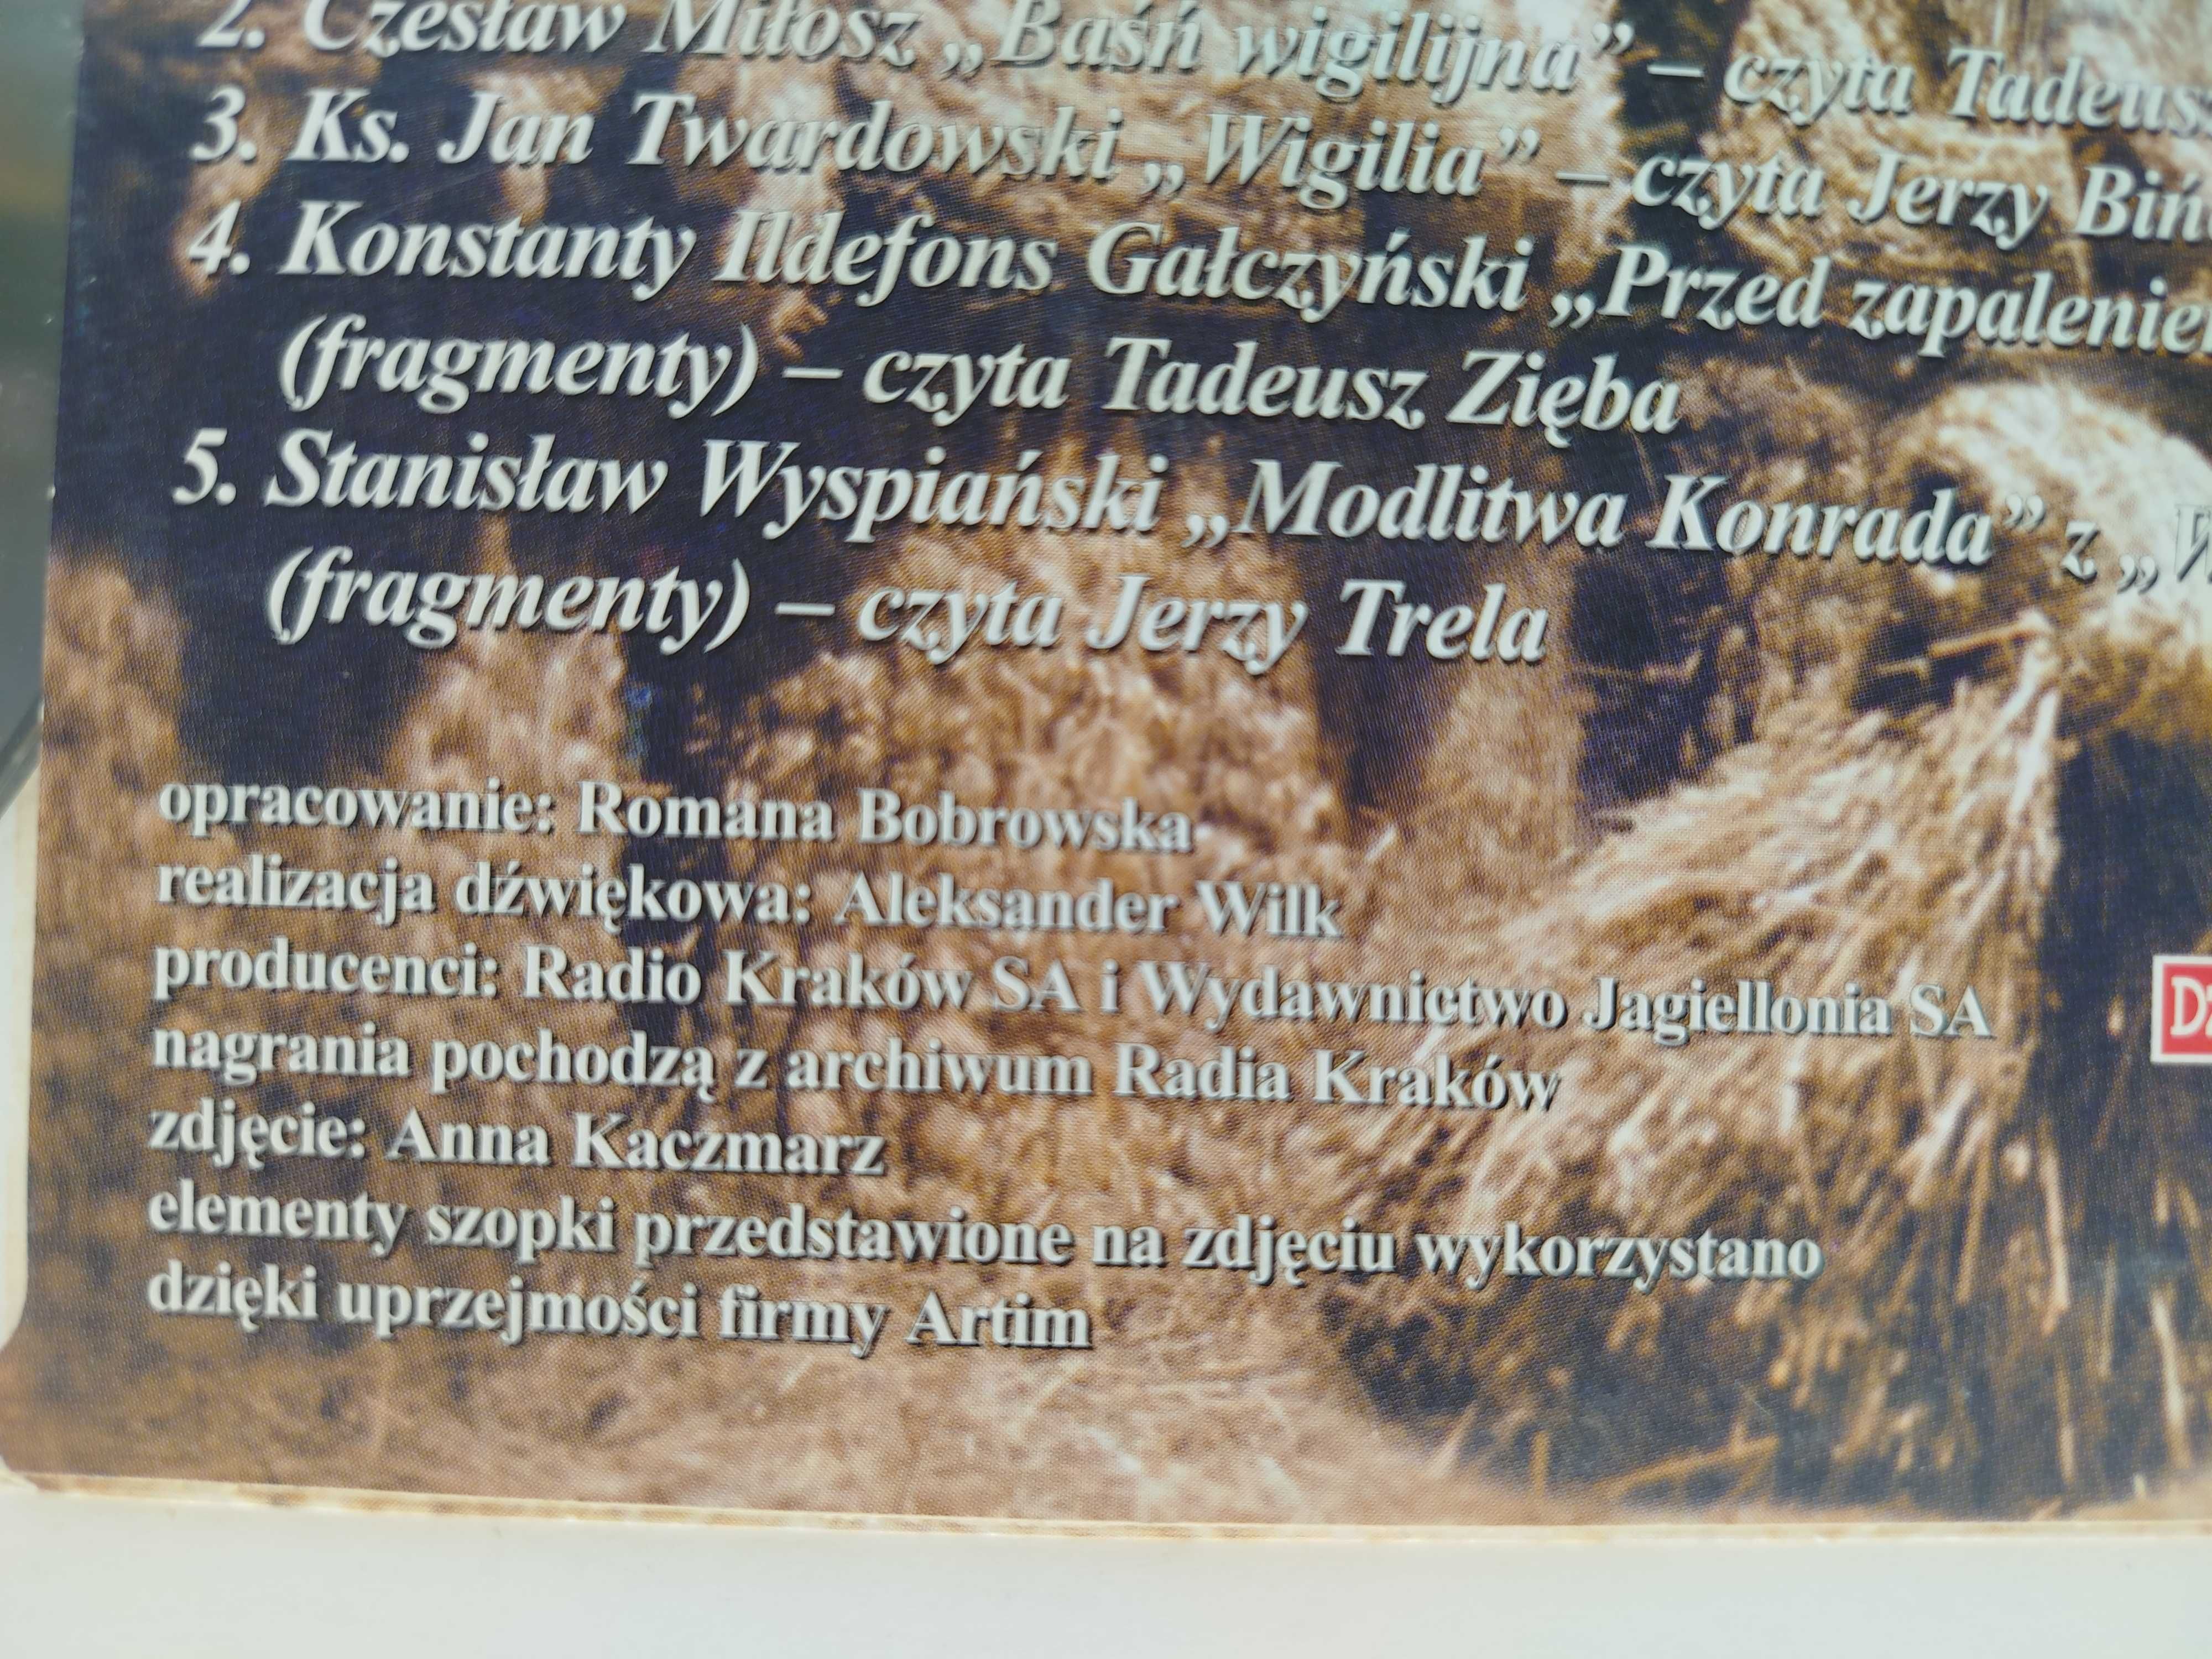 2. Czesław Miłosz „Baśń wigilijna” – czyta Tadeusz
3. Ks. Jan Twardowski „Wigilia” – czyta Jerzy Biń
4. Konstanty Ildefons Gałczyński „Przed zapalenie
(fragmenty) – czyta Tadeusz Zięba
5. Stanisław Wyspiański „Modlitwa Konrada” z „W
(fragmenty) – czyta Jerzy Trela
opracowanie: Romana Bobrowska
realizacja dźwiękowa: Aleksander Wilk
producenci: Radio Kraków SA i Wydawnictwo Jagiellonia SA
nagrania pochodzą z archiwum Radia Kraków
zdjęcie: Anna Kaczmarz
elementy szopki przedstawione na zdjęciu wykorzystano
dzięki uprzejmości firmy Artim